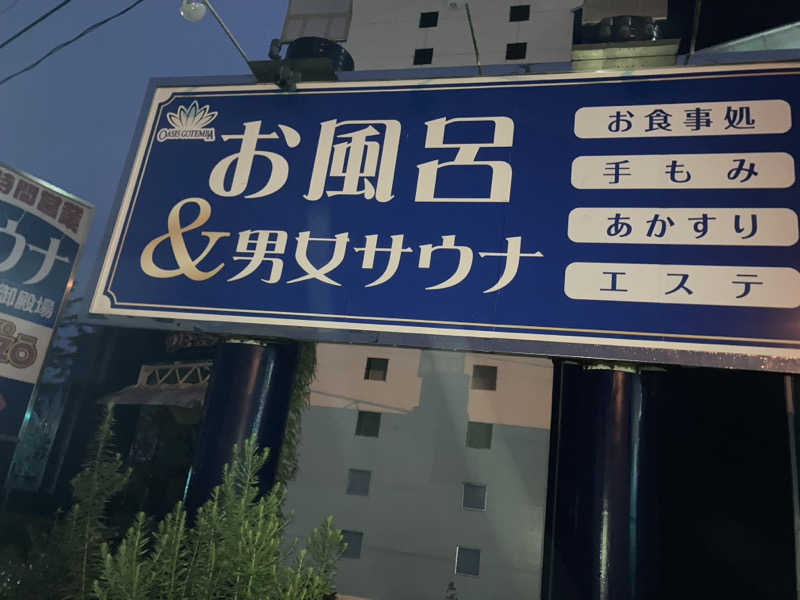 OASIS GOTEMBA
お風呂
&男女サウナ
お食事処
手もみ
あかすり
エステ
時間営業
ウナ
御殿場